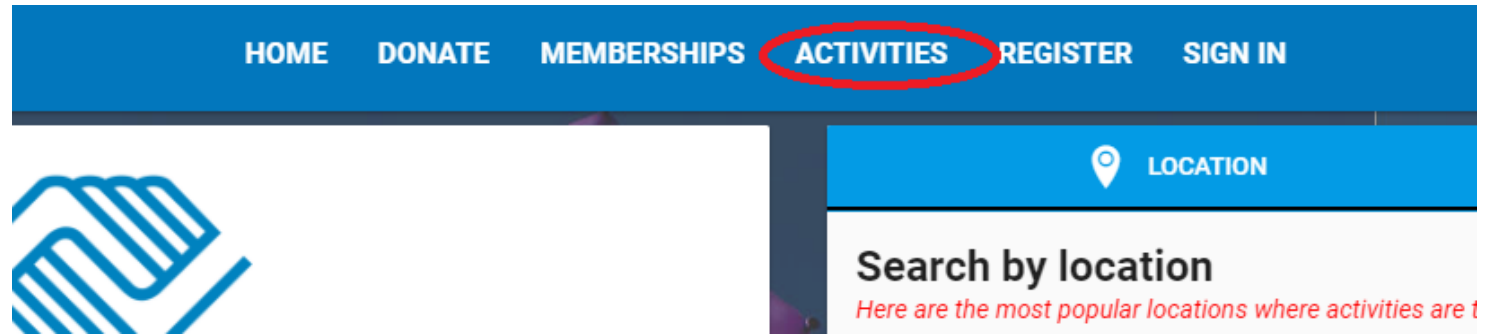 HOME DONATE MEMBERSHIPS ACTIVITIES REGISTER SIGN IN
LOCATION
Search by location
Here are the most popular locations where activities are